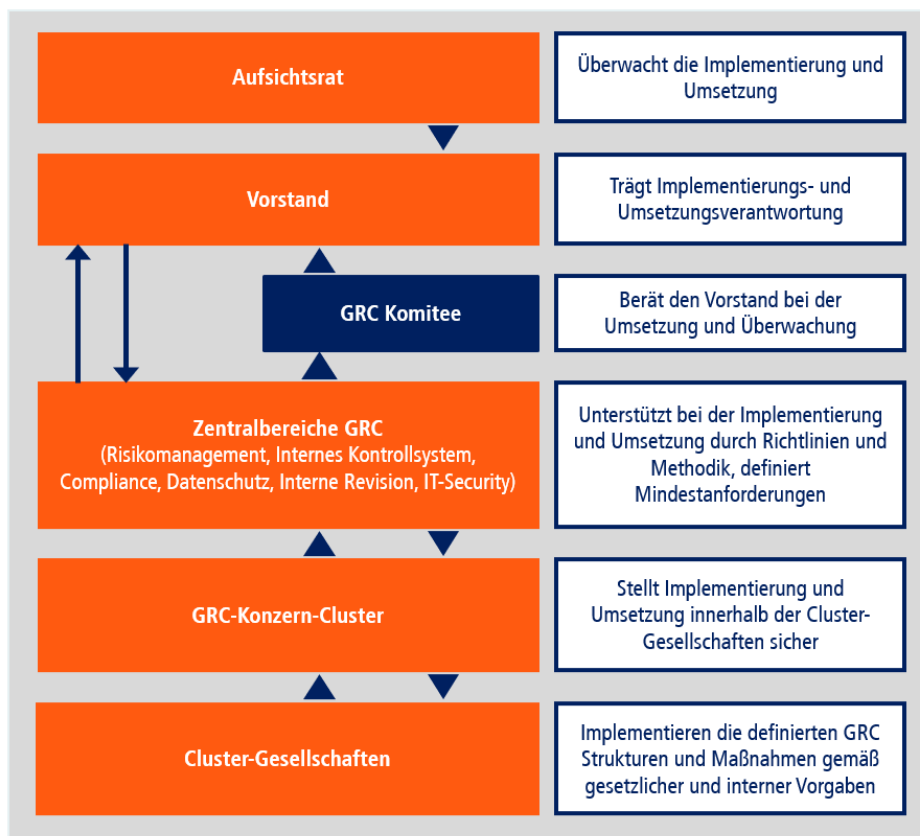 Aufsichtsrat
Überwacht die Implementierung und
Umsetzung
Vorstand
Trägt Implementierungs- und
Umsetzungsverantwortung
GRC Komitee
Berät den Vorstand bei der
Umsetzung und Überwachung
Zentralbereiche GRC
(Risikomanagement, Internes Kontrollsystem,
Compliance, Datenschutz, Interne Revision, IT-Security)
Unterstützt bei der Implementierung
und Umsetzung durch Richtlinien und
Methodik, definiert
Mindestanforderungen
GRC-Konzern-Cluster
Stellt Implementierung und
Umsetzung innerhalb der Cluster-
Gesellschaften sicher
Cluster-Gesellschaften
Implementieren die definierten GRC
Strukturen und Maßnahmen gemäß
gesetzlicher und interner Vorgaben